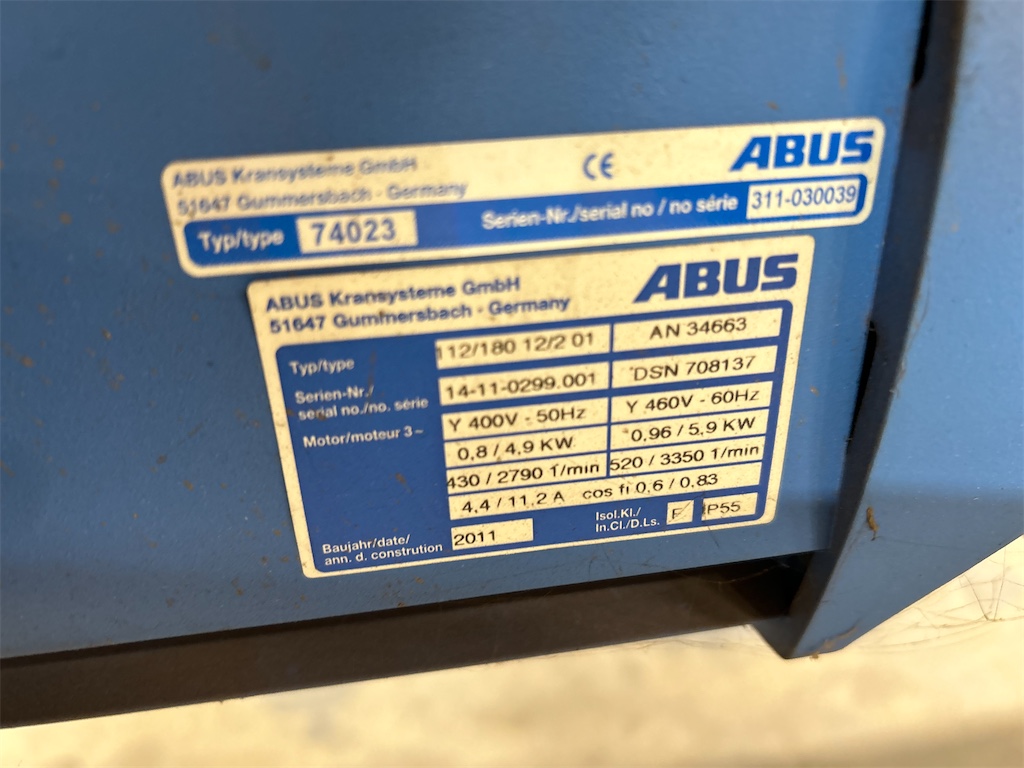 ABUS Kransysteme GmbH CE ABUS
51647 Gummersbach - Germany
Typ/type 74023 Serien-Nr./serial no / no série 311-030039
ABUS Kransysteme GmbH ABUS
51647 Gummersbach - Germany
Typ/type 112/180 12/2 01 AN 34663
Serien-Nr./
serial no./no. série 14-11-0299.001 DSN 708137
Motor/moteur 3~ Y 400V - 50Hz Y 460V - 60Hz
0,8 / 4,9 KW 0,96 / 5,9 KW
430 / 2790 1/min 520 / 3350 1/min
4,4 / 11,2 A cos fi 0,6 / 0,83
Baujahr/date/
ann. d. constrution 2011
Isol.Kl./
In.Cl./D.Ls. F IP55